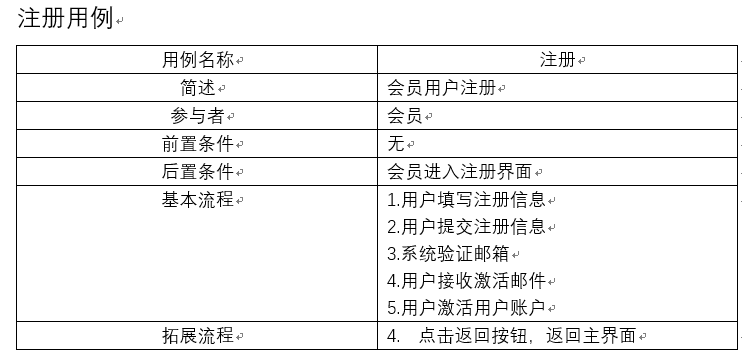 注册用例
用例名称 注册
简述 会员用户注册
参与者 会员
前置条件 无
后置条件 会员进入注册界面
基本流程 1.用户填写注册信息
2.用户提交注册信息
3.系统验证邮箱
4.用户接收激活邮件
5.用户激活用户账户
拓展流程 4. 点击返回按钮，返回主界面